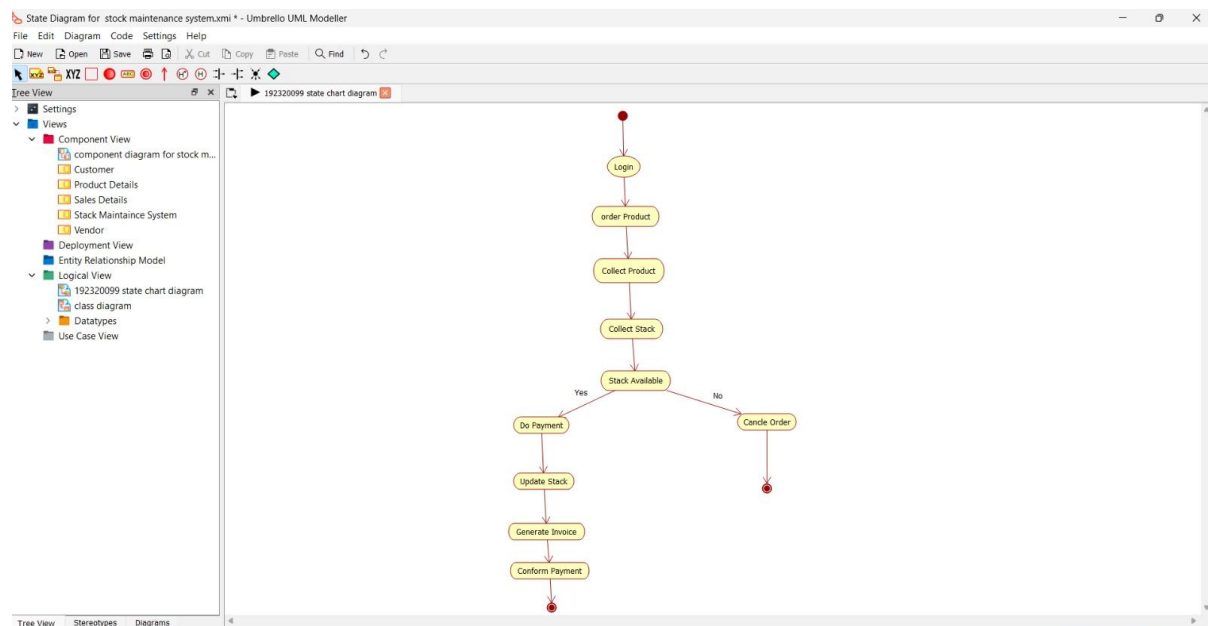 State Diagram for stock maintenance system.xmi * - Umbrello UML Modeller
File Edit Diagram Code Settings Help
New Open Save Cut Copy Paste Find
XYZ XYZ ABC H* H
Tree View
192320099 state chart diagram
Settings
Views
Component View
component diagram for stock m...
Customer
Product Details
Sales Details
Stack Maintaince System
Vendor
Deployment View
Entity Relationship Model
Logical View
192320099 state chart diagram
class diagram
Datatypes
Use Case View
Login
order Product
Collect Product
Collect Stack
Stack Available
Yes
No
Do Payment
Cancle Order
Update Stack
Generate Invoice
Conform Payment
Tree View Stereotypes Diagrams